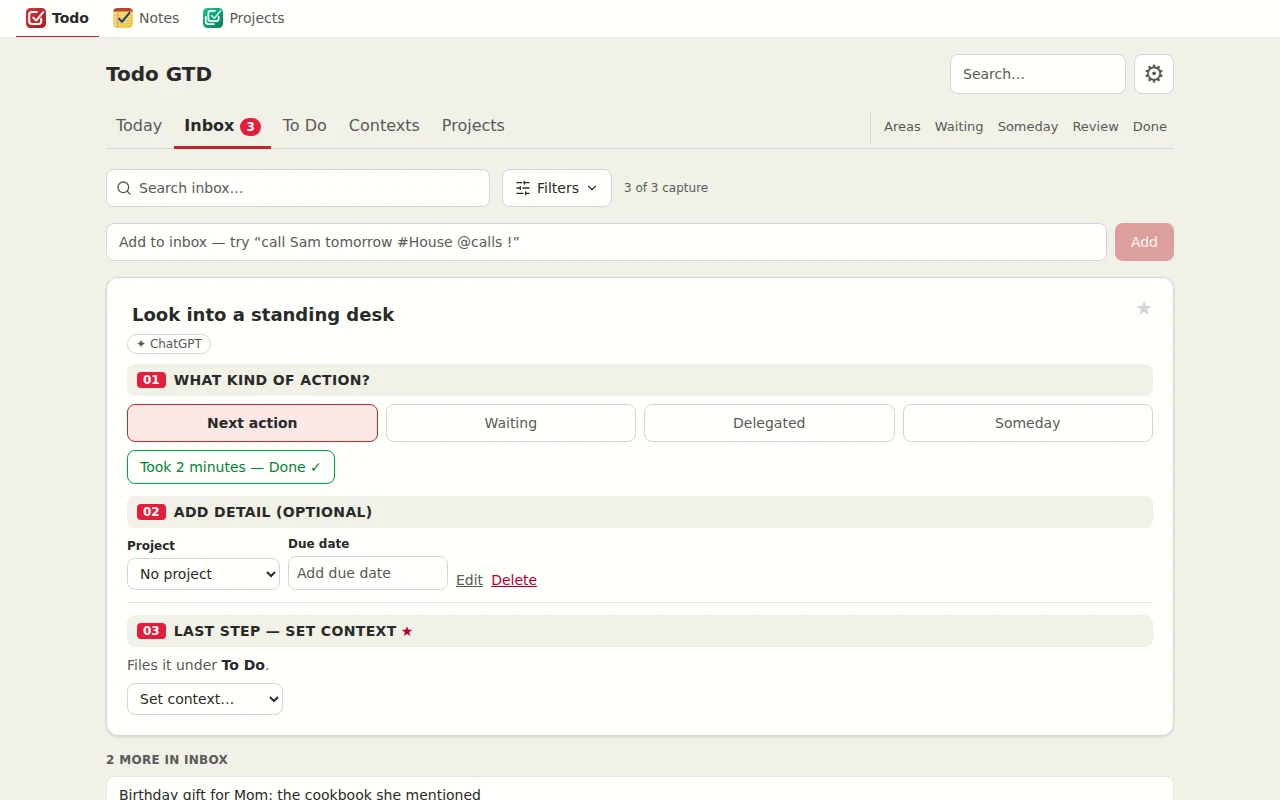 Todo Notes Projects
Todo GTD
Search…
Today Inbox 3 To Do Contexts Projects Areas Waiting Someday Review Done
Search inbox… Filters 3 of 3 capture
Add to inbox — try “call Sam tomorrow #House @calls !” Add
Look into a standing desk ★
✦ ChatGPT
01 WHAT KIND OF ACTION?
Next action Waiting Delegated Someday
Took 2 minutes — Done ✓
02 ADD DETAIL (OPTIONAL)
Project Due date
No project Add due date Edit Delete
03 LAST STEP — SET CONTEXT ★
Files it under To Do.
Set context…
2 MORE IN INBOX
Birthday gift for Mom: the cookbook she mentioned